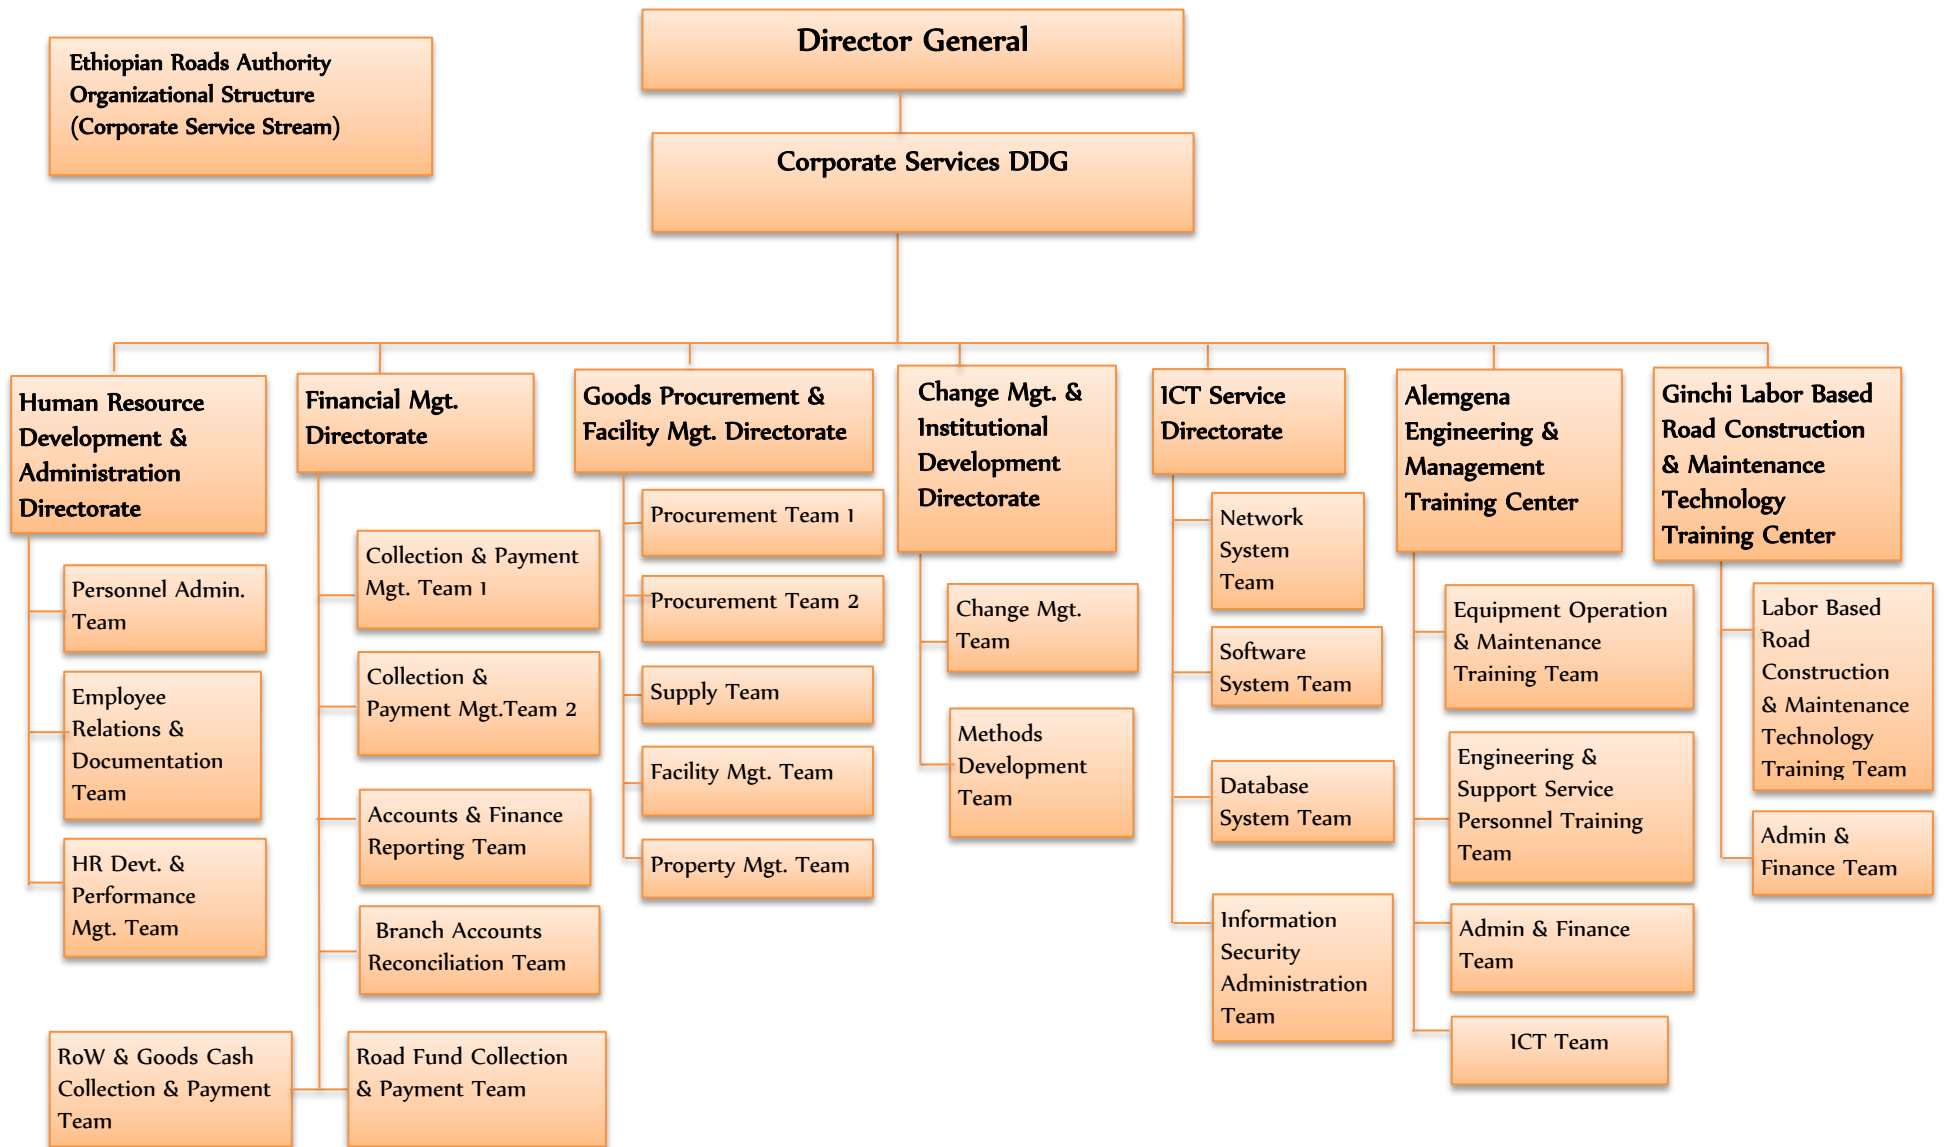 Ethiopian Roads Authority
Organizational Structure
(Corporate Service Stream)
Director General
Corporate Services DDG
Human Resource
Development &
Administration
Directorate
Personnel Admin.
Team
Employee
Relations &
Documentation
Team
HR Devt. &
Performance
Mgt. Team
Financial Mgt.
Directorate
Collection & Payment
Mgt. Team 1
Collection &
Payment Mgt.Team 2
Accounts & Finance
Reporting Team
Branch Accounts
Reconciliation Team
RoW & Goods Cash
Collection & Payment
Team
Road Fund Collection
& Payment Team
Goods Procurement &
Facility Mgt. Directorate
Procurement Team 1
Procurement Team 2
Supply Team
Facility Mgt. Team
Property Mgt. Team
Change Mgt. &
Institutional
Development
Directorate
Change Mgt.
Team
Methods
Development
Team
ICT Service
Directorate
Network
System
Team
Software
System Team
Database
System Team
Information
Security
Administration
Team
Alemgena
Engineering &
Management
Training Center
Equipment Operation
& Maintenance
Training Team
Engineering &
Support Service
Personnel Training
Team
Admin & Finance
Team
ICT Team
Ginchi Labor Based
Road Construction
& Maintenance
Technology
Training Center
Labor Based
Road
Construction
& Maintenance
Technology
Training Team
Admin &
Finance Team